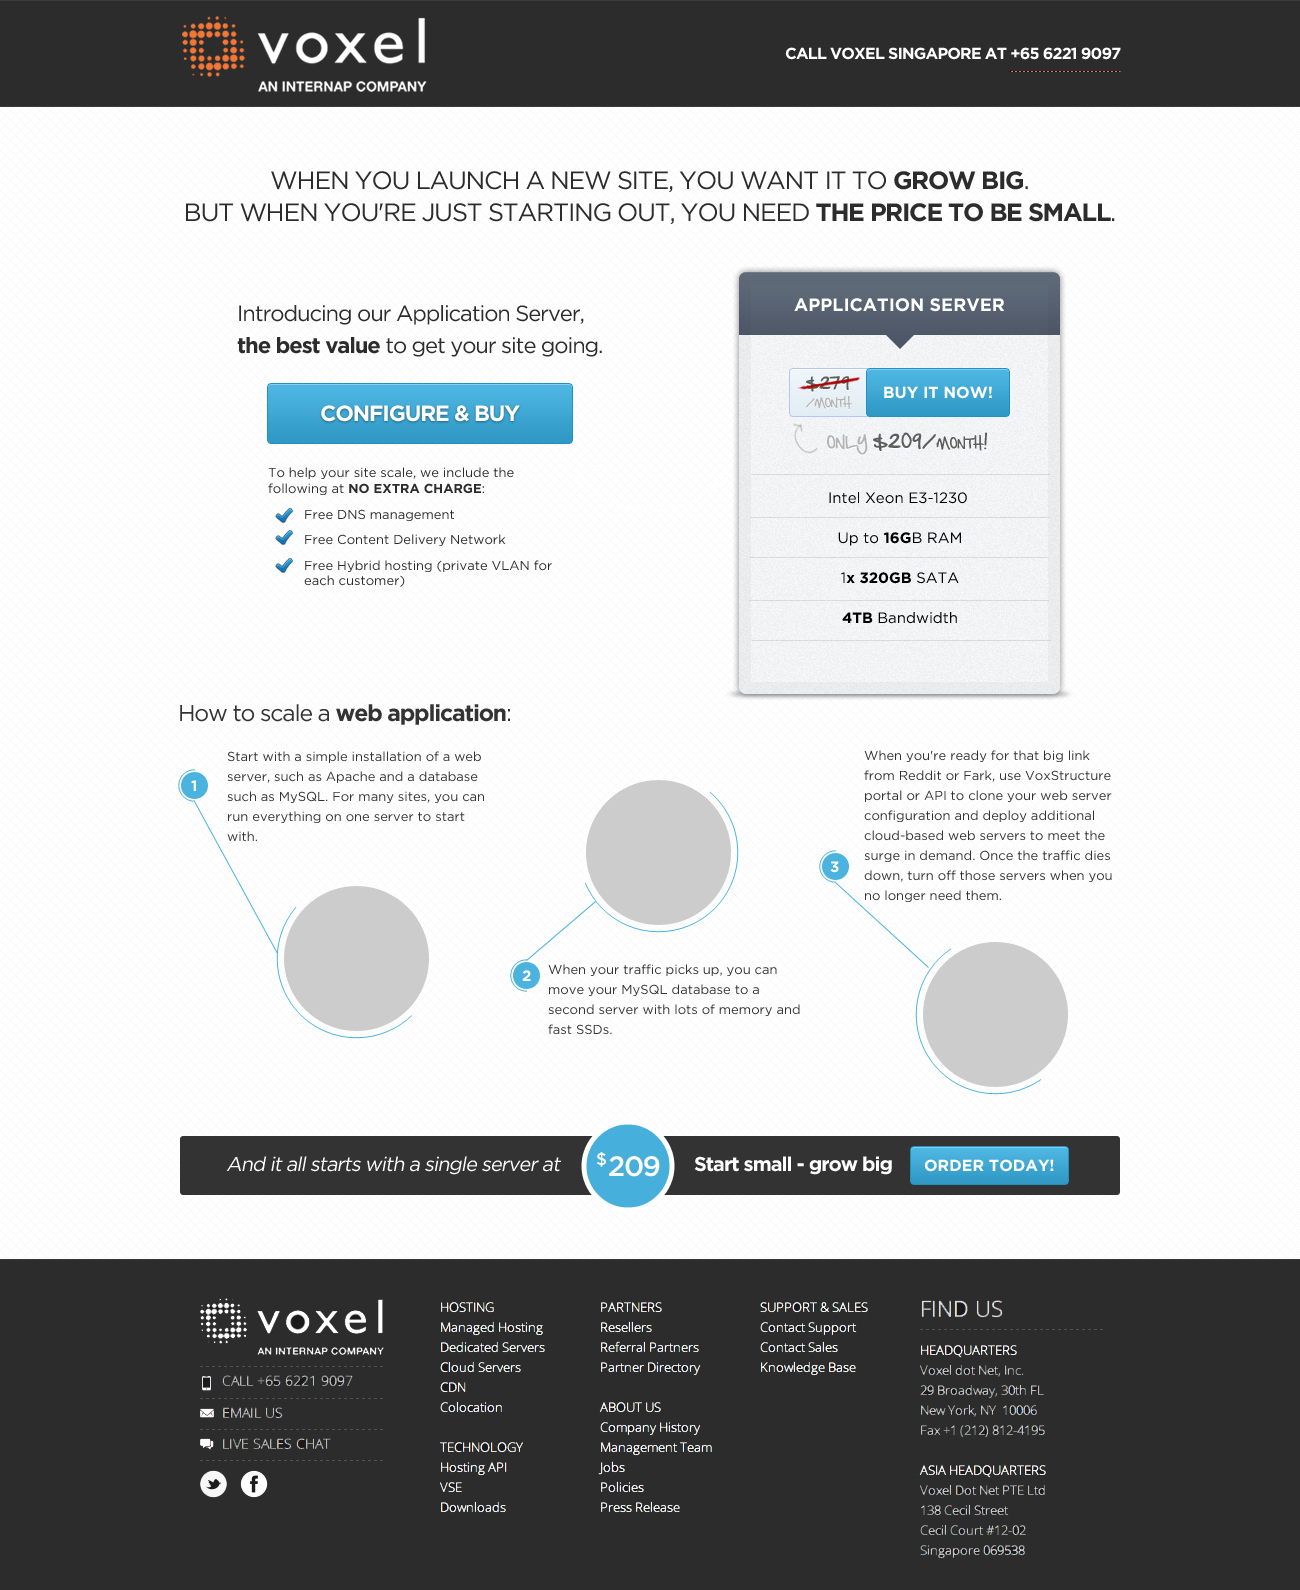 voxel
AN INTERNAP COMPANY
CALL VOXEL SINGAPORE AT +65 6221 9097
WHEN YOU LAUNCH A NEW SITE, YOU WANT IT TO GROW BIG.
BUT WHEN YOU'RE JUST STARTING OUT, YOU NEED THE PRICE TO BE SMALL.
Introducing our Application Server,
the best value to get your site going.
CONFIGURE & BUY
To help your site scale, we include the
following at NO EXTRA CHARGE:
Free DNS management
Free Content Delivery Network
Free Hybrid hosting (private VLAN for
each customer)
APPLICATION SERVER
$279
/MONTH
BUY IT NOW!
ONLY $209/MONTH!
Intel Xeon E3-1230
Up to 16GB RAM
1x 320GB SATA
4TB Bandwidth
How to scale a web application:
1
Start with a simple installation of a web
server, such as Apache and a database
such as MySQL. For many sites, you can
run everything on one server to start
with.
2
When your traffic picks up, you can
move your MySQL database to a
second server with lots of memory and
fast SSDs.
3
When you're ready for that big link
from Reddit or Fark, use VoxStructure
portal or API to clone your web server
configuration and deploy additional
cloud-based web servers to meet the
surge in demand. Once the traffic dies
down, turn off those servers when you
no longer need them.
And it all starts with a single server at
$209
Start small - grow big
ORDER TODAY!
voxel
AN INTERNAP COMPANY
CALL +65 6221 9097
EMAIL US
LIVE SALES CHAT
HOSTING
Managed Hosting
Dedicated Servers
Cloud Servers
CDN
Colocation
TECHNOLOGY
Hosting API
VSE
Downloads
PARTNERS
Resellers
Referral Partners
Partner Directory
ABOUT US
Company History
Management Team
Jobs
Policies
Press Release
SUPPORT & SALES
Contact Support
Contact Sales
Knowledge Base
FIND US
HEADQUARTERS
Voxel dot Net, Inc.
29 Broadway, 30th FL
New York, NY 10006
Fax +1 (212) 812-4195
ASIA HEADQUARTERS
Voxel Dot Net PTE Ltd
138 Cecil Street
Cecil Court #12-02
Singapore 069538